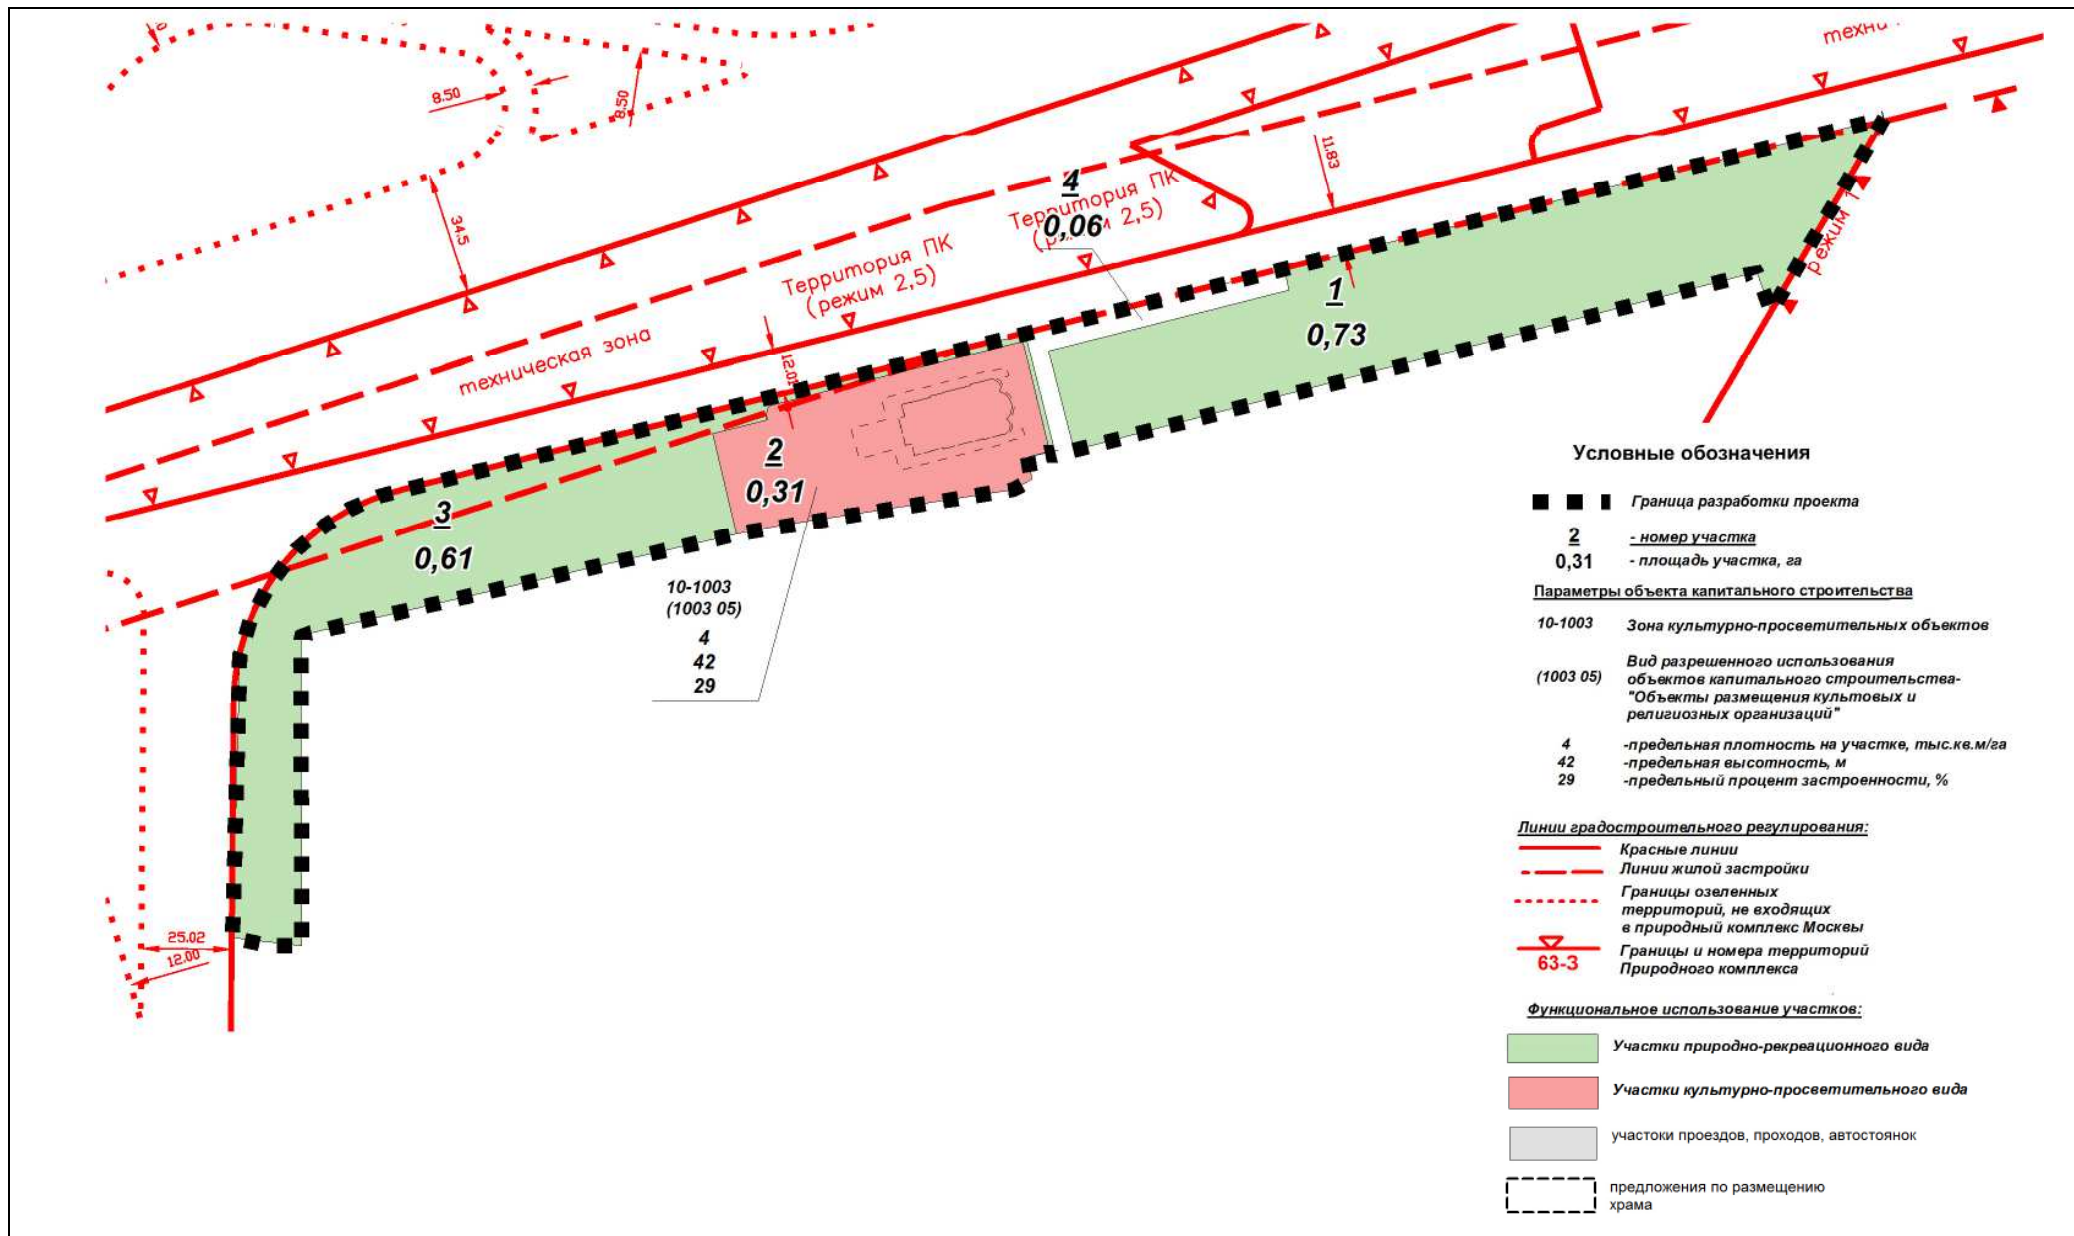 8.50
8.50
34.5
11.83
техни
4
0,06
Территория ПК
(режим 2,5)
Территория ПК
(режим 2,5)
режим 1
1
0,73
техническая зона
12.01
2
0,31
3
0,61
10-1003
(1003 05)
4
42
29
25.02
12.00
Условные обозначения
Граница разработки проекта
2 - номер участка
0,31 - площадь участка, га
Параметры объекта капитального строительства
10-1003 Зона культурно-просветительных объектов
(1003 05) Вид разрешенного использования
объектов капитального строительства-
"Объекты размещения культовых и
религиозных организаций"
4 -предельная плотность на участке, тыс.кв.м/га
42 -предельная высотность, м
29 -предельный процент застроенности, %
Линии градостроительного регулирования:
Красные линии
Линии жилой застройки
Границы озеленных
территорий, не входящих
в природный комплекс Москвы
63-3 Границы и номера территорий
Природного комплекса
Функциональное использование участков:
Участки природно-рекреационного вида
Участки культурно-просветительного вида
участоки проездов, проходов, автостоянок
предложения по размещению
храма